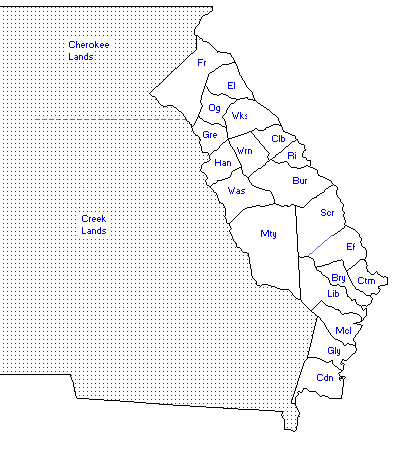 Cherokee
Lands
Fr
El
Og
Wks
Gre
Clb
Wrn
Ri
Han
Bur
Was
Scr
Creek
Lands
Mty
Ef
Bry
Ctm
Lib
McI
Gly
Cdn